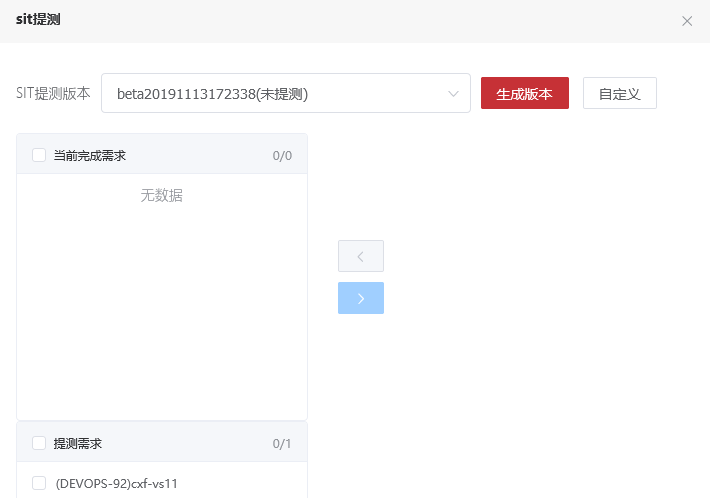 sit提测
SIT提测版本 beta20191113172338(未提测) 生成版本 自定义
当前完成需求 0/0
无数据
提测需求 0/1
(DEVOPS-92)cxf-vs11